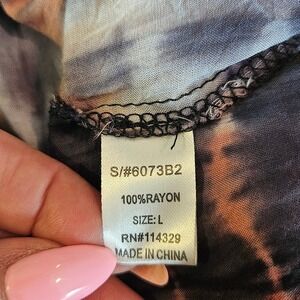 S/#6073B2
100%RAYON
SIZE: L
RN#114329
MADE IN CHINA